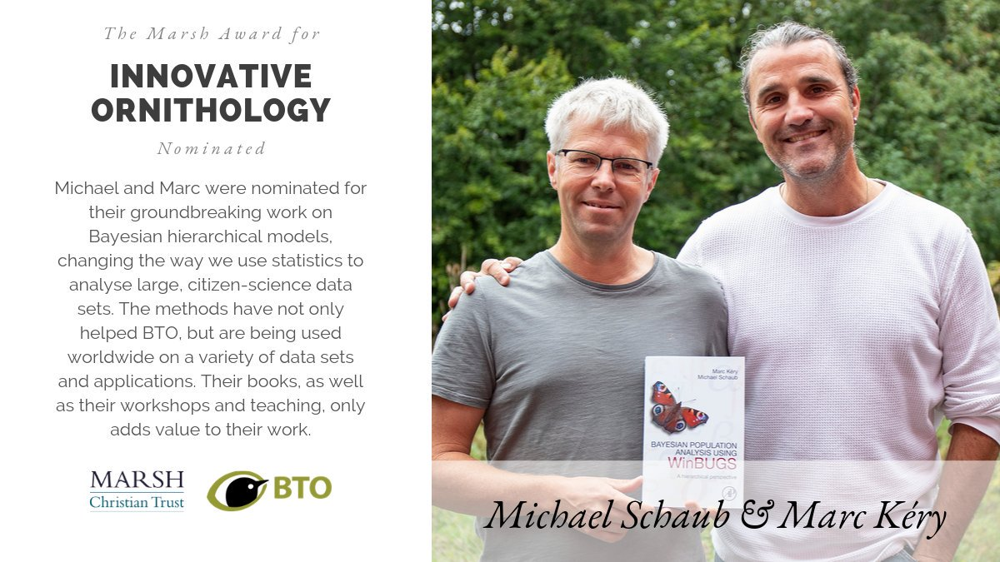 The Marsh Award for
INNOVATIVE
ORNITHOLOGY
Nominated
Michael and Marc were nominated for
their groundbreaking work on
Bayesian hierarchical models,
changing the way we use statistics to
analyse large, citizen-science data
sets. The methods have not only
helped BTO, but are being used
worldwide on a variety of data sets
and applications. Their books, as well
as their workshops and teaching, only
adds value to their work.
MARSH
Christian Trust
BTO
Marc Kéry
Michael Schaub
BAYESIAN POPULATION
ANALYSIS USING
WinBUGS
A hierarchical perspective
Michael Schaub & Marc Kéry